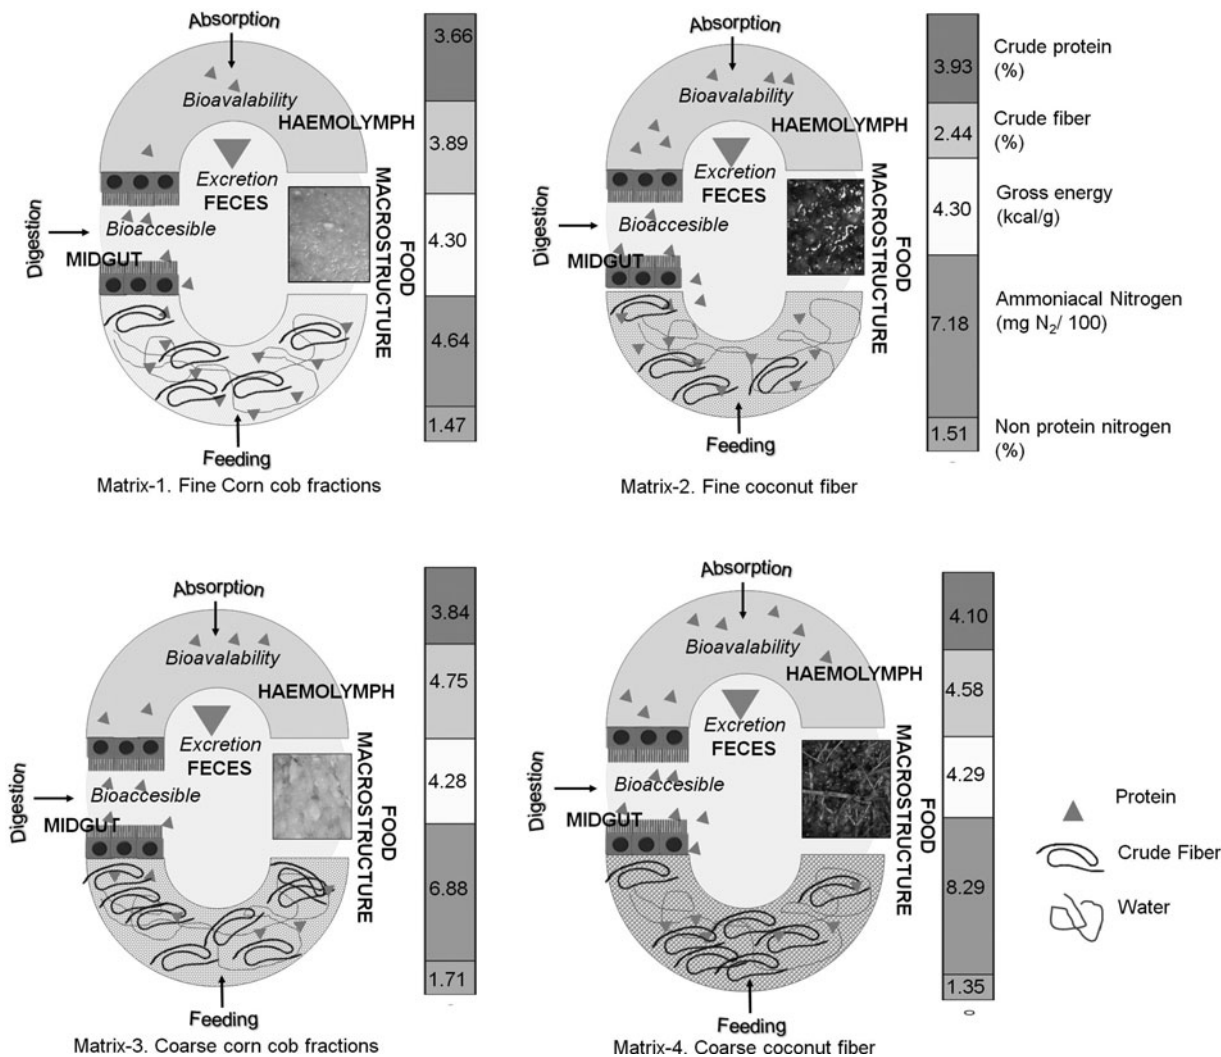 Absorption
Bioavalability
HAEMOLYMPH
Excretion
FECES
Digestion
Bioaccesible
MIDGUT
FOOD
MACROSTRUCTURE
Feeding
3.66
3.89
4.30
4.64
1.47
Matrix-1. Fine Corn cob fractions
Absorption
Bioavalability
HAEMOLYMPH
Excretion
FECES
Digestion
Bioaccesible
MIDGUT
FOOD
MACROSTRUCTURE
Feeding
3.93
2.44
4.30
7.18
1.51
Matrix-2. Fine coconut fiber
Crude protein
(%)
Crude fiber
(%)
Gross energy
(kcal/g)
Ammoniacal Nitrogen
(mg N2/ 100)
Non protein nitrogen
(%)
Absorption
Bioavalability
HAEMOLYMPH
Excretion
FECES
Digestion
Bioaccesible
MIDGUT
FOOD
MACROSTRUCTURE
Feeding
3.84
4.75
4.28
6.88
1.71
Matrix-3. Coarse corn cob fractions
Absorption
Bioavalability
HAEMOLYMPH
Excretion
FECES
Digestion
Bioaccesible
MIDGUT
FOOD
MACROSTRUCTURE
Feeding
4.10
4.58
4.29
8.29
1.35
Matrix-4. Coarse coconut fiber
Protein
Crude Fiber
Water